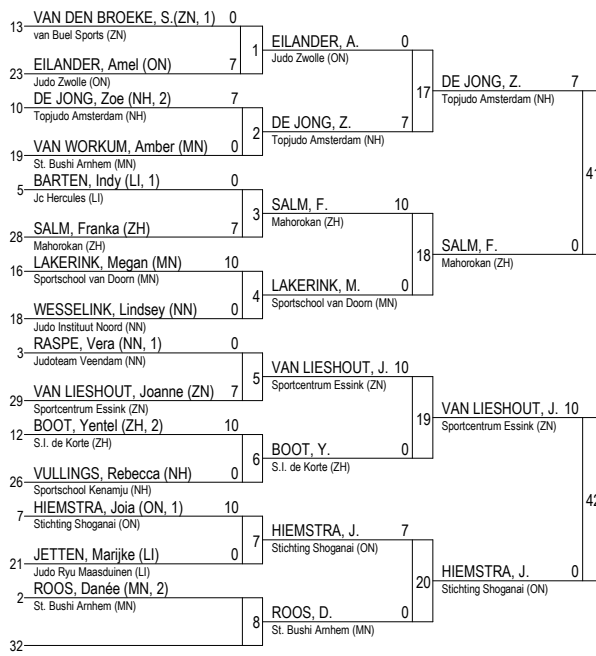 13 VAN DEN BROEKE, S.(ZN, 1) 0
van Buel Sports (ZN)
1
23 EILANDER, Amel (ON) 7
Judo Zwolle (ON)
10 DE JONG, Zoe (NH, 2) 7
Topjudo Amsterdam (NH)
2
19 VAN WORKUM, Amber (MN) 0
St. Bushi Arnhem (MN)
5 BARTEN, Indy (LI, 1) 0
Jc Hercules (LI)
3
28 SALM, Franka (ZH) 7
Mahorokan (ZH)
16 LAKERINK, Megan (MN) 10
Sportschool van Doorn (MN)
4
18 WESSELINK, Lindsey (NN) 0
Judo Instituut Noord (NN)
3 RASPE, Vera (NN, 1) 0
Judoteam Veendam (NN)
5
29 VAN LIESHOUT, Joanne (ZN) 7
Sportcentrum Essink (ZN)
12 BOOT, Yentel (ZH, 2) 10
S.I. de Korte (ZH)
6
26 VULLINGS, Rebecca (NH) 0
Sportschool Kenamju (NH)
7 HIEMSTRA, Joia (ON, 1) 10
Stichting Shoganai (ON)
7
21 JETTEN, Marijke (LI) 0
Judo Ryu Maasduinen (LI)
2 ROOS, Danée (MN, 2)
St. Bushi Arnhem (MN)
8
32
EILANDER, A. 0
Judo Zwolle (ON)
17
DE JONG, Z. 7
Topjudo Amsterdam (NH)
SALM, F. 10
Mahorokan (ZH)
18
LAKERINK, M. 0
Sportschool van Doorn (MN)
VAN LIESHOUT, J. 10
Sportcentrum Essink (ZN)
19
BOOT, Y. 0
S.I. de Korte (ZH)
HIEMSTRA, J. 7
Stichting Shoganai (ON)
20
ROOS, D. 0
St. Bushi Arnhem (MN)
DE JONG, Z. 7
Topjudo Amsterdam (NH)
41
SALM, F. 0
Mahorokan (ZH)
VAN LIESHOUT, J. 10
Sportcentrum Essink (ZN)
42
HIEMSTRA, J. 0
Stichting Shoganai (ON)